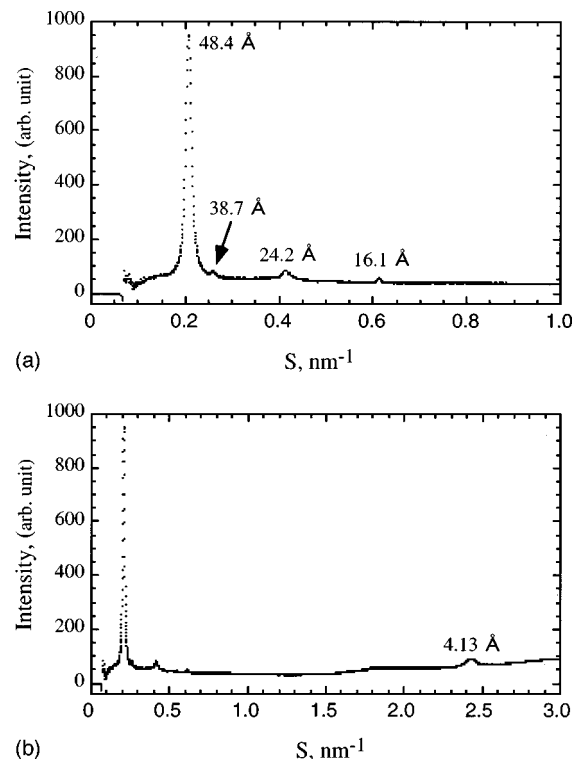 1000
800
600
400
200
0
Intensity, (arb. unit)
48.4 Å
38.7 Å
24.2 Å
16.1 Å
0 0.2 0.4 0.6 0.8 1.0
S, nm-1
(a)
1000
800
600
400
200
0
Intensity, (arb. unit)
4.13 Å
0 0.5 1.0 1.5 2.0 2.5 3.0
S, nm-1
(b)